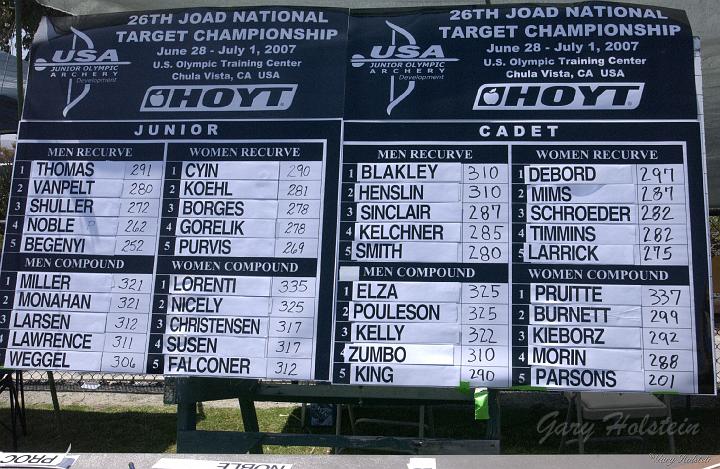 26TH JOAD NATIONAL
TARGET CHAMPIONSHIP
June 28 - July 1, 2007
U.S. Olympic Training Center
Chula Vista, CA USA
USA
JUNIOR OLYMPIC
ARCHERY
Development
HOYT
JUNIOR
MEN RECURVE
1 THOMAS 291
2 VANPELT 280
3 SHULLER 272
4 NOBLE 262
5 BEGENYI 252
WOMEN RECURVE
1 CYIN 290
2 KOEHL 281
3 BORGES 278
4 GORELIK 278
5 PURVIS 269
MEN COMPOUND
1 MILLER 321
2 MONAHAN 321
3 LARSEN 312
4 LAWRENCE 311
5 WEGGEL 306
WOMEN COMPOUND
1 LORENTI 335
2 NICELY 325
3 CHRISTENSEN 317
4 SUSEN 317
5 FALCONER 312
26TH JOAD NATIONAL
TARGET CHAMPIONSHIP
June 28 - July 1, 2007
U.S. Olympic Training Center
Chula Vista, CA USA
USA
JUNIOR OLYMPIC
ARCHERY
Development
HOYT
CADET
MEN RECURVE
1 BLAKLEY 310
2 HENSLIN 310
3 SINCLAIR 287
4 KELCHNER 285
5 SMITH 280
WOMEN RECURVE
1 DEBORD 297
2 MIMS 287
3 SCHROEDER 282
4 TIMMINS 282
5 LARRICK 275
MEN COMPOUND
1 ELZA 325
2 POULESON 325
3 KELLY 322
4 ZUMBO 310
5 KING 290
WOMEN COMPOUND
1 PRUITTE 337
2 BURNETT 299
3 KIEBORZ 292
4 MORIN 288
5 PARSONS 201
Gary Holstein
PROC
NOBLE